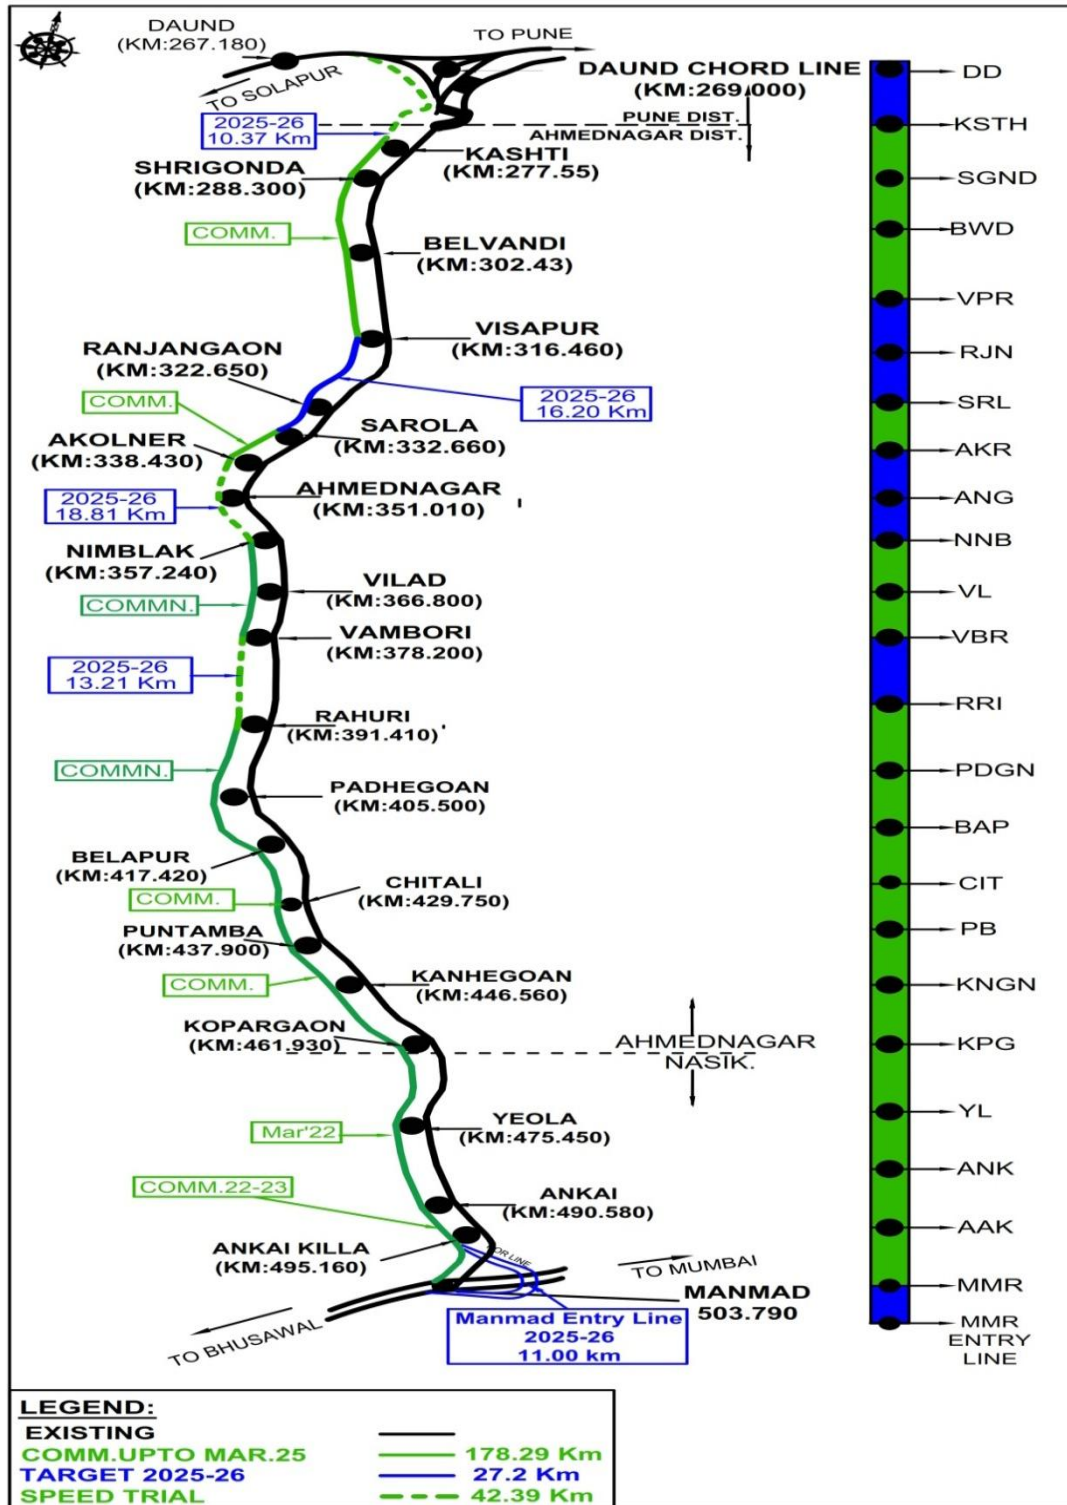 DAUND
(KM:267.180)
TO PUNE
TO SOLAPUR
DAUND CHORD LINE
(KM:269.000)
2025-26
10.37 Km
PUNE DIST.
AHMEDNAGAR DIST.
KASHTI
(KM:277.55)
SHRIGONDA
(KM:288.300)
COMM.
BELVANDI
(KM:302.43)
VISAPUR
(KM:316.460)
RANJANGAON
(KM:322.650)
2025-26
16.20 Km
COMM.
SAROLA
(KM:332.660)
AKOLNER
(KM:338.430)
AHMEDNAGAR
(KM:351.010)
2025-26
18.81 Km
NIMBLAK
(KM:357.240)
VILAD
(KM:366.800)
COMMN.
VAMBORI
(KM:378.200)
2025-26
13.21 Km
RAHURI
(KM:391.410)
COMMN.
PADHEGOAN
(KM:405.500)
BELAPUR
(KM:417.420)
CHITALI
(KM:429.750)
COMM.
PUNTAMBA
(KM:437.900)
KANHEGOAN
(KM:446.560)
COMM.
KOPARGAON
(KM:461.930)
AHMEDNAGAR
NASIK.
YEOLA
(KM:475.450)
Mar'22
COMM.22-23
ANKAI
(KM:490.580)
ANKAI KILLA
(KM:495.160)
TO MUMBAI
MANMAD
503.790
Manmad Entry Line
2025-26
11.00 km
TO BHUSAWAL
DD
KSTH
SGND
BWD
VPR
RJN
SRL
AKR
ANG
NNB
VL
VBR
RRI
PDGN
BAP
CIT
PB
KNGN
KPG
YL
ANK
AAK
MMR
MMR
ENTRY
LINE
LEGEND:
EXISTING
COMM.UPTO MAR.25 178.29 Km
TARGET 2025-26 27.2 Km
SPEED TRIAL 42.39 Km